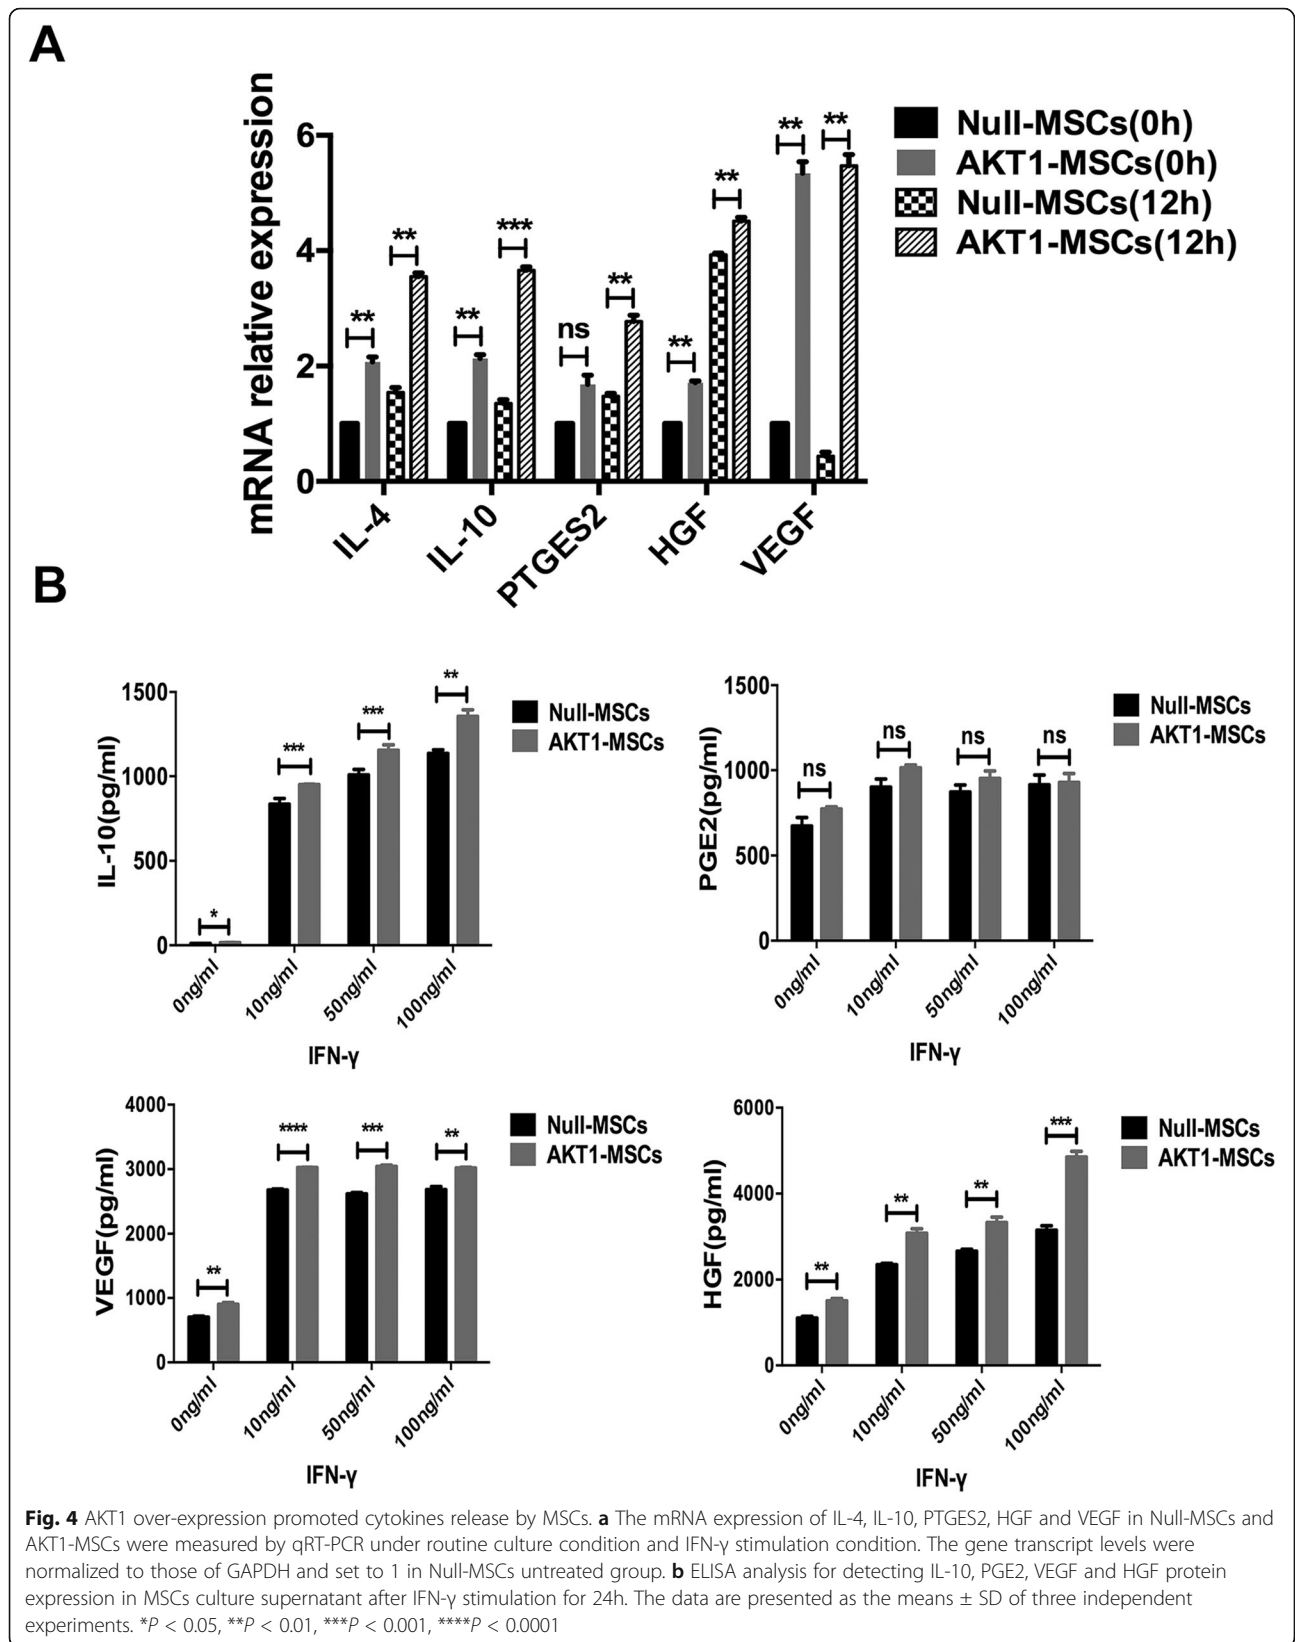 A
mRNA relative expression
6
4
2
0
** ** ** *** ns ** ** ** ** **
IL-4 IL-10 PTGES2 HGF VEGF
Null-MSCs(0h)
AKT1-MSCs(0h)
Null-MSCs(12h)
AKT1-MSCs(12h)
B
IL-10(pg/ml)
1500
1000
500
0
* *** *** **
0ng/ml 10ng/ml 50ng/ml 100ng/ml
IFN-γ
Null-MSCs
AKT1-MSCs
PGE2(pg/ml)
1500
1000
500
0
ns ns ns ns
0ng/ml 10ng/ml 50ng/ml 100ng/ml
IFN-γ
Null-MSCs
AKT1-MSCs
VEGF(pg/ml)
4000
3000
2000
1000
0
** **** *** **
0ng/ml 10ng/ml 50ng/ml 100ng/ml
IFN-γ
Null-MSCs
AKT1-MSCs
HGF(pg/ml)
6000
4000
2000
0
** ** ** ***
0ng/ml 10ng/ml 50ng/ml 100ng/ml
IFN-γ
Null-MSCs
AKT1-MSCs
Fig. 4 AKT1 over-expression promoted cytokines release by MSCs. a The mRNA expression of IL-4, IL-10, PTGES2, HGF and VEGF in Null-MSCs and
AKT1-MSCs were measured by qRT-PCR under routine culture condition and IFN-γ stimulation condition. The gene transcript levels were
normalized to those of GAPDH and set to 1 in Null-MSCs untreated group. b ELISA analysis for detecting IL-10, PGE2, VEGF and HGF protein
expression in MSCs culture supernatant after IFN-γ stimulation for 24h. The data are presented as the means ± SD of three independent
experiments. *P < 0.05, **P < 0.01, ***P < 0.001, ****P < 0.0001